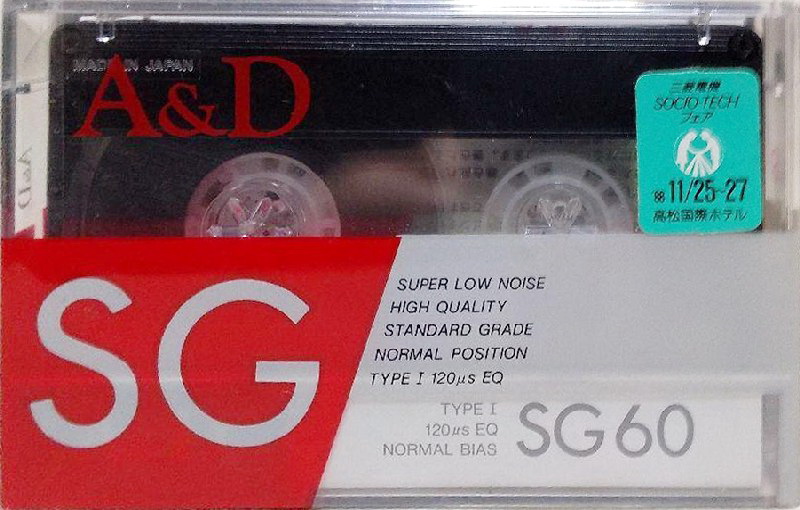 MADE IN JAPAN
A&D
三菱電機
SOCIO-TECH
フェア
'88 11/25~27
高松国際ホテル
SG
SUPER LOW NOISE
HIGH QUALITY
STANDARD GRADE
NORMAL POSITION
TYPE I 120µs EQ
TYPE I
120µs EQ
NORMAL BIAS
SG60
A&D